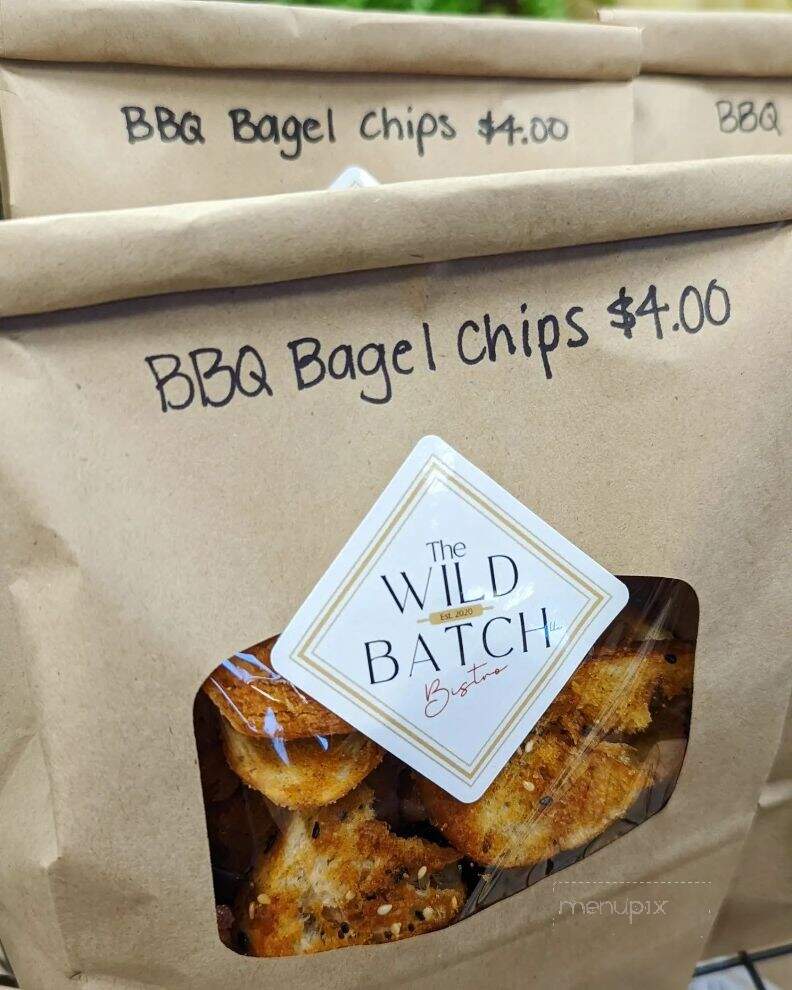 BBQ Bagel Chips $4.00
BBQ
BBQ Bagel Chips $4.00
The
WILD
Est. 2020
BATCH
Bistro
menupix